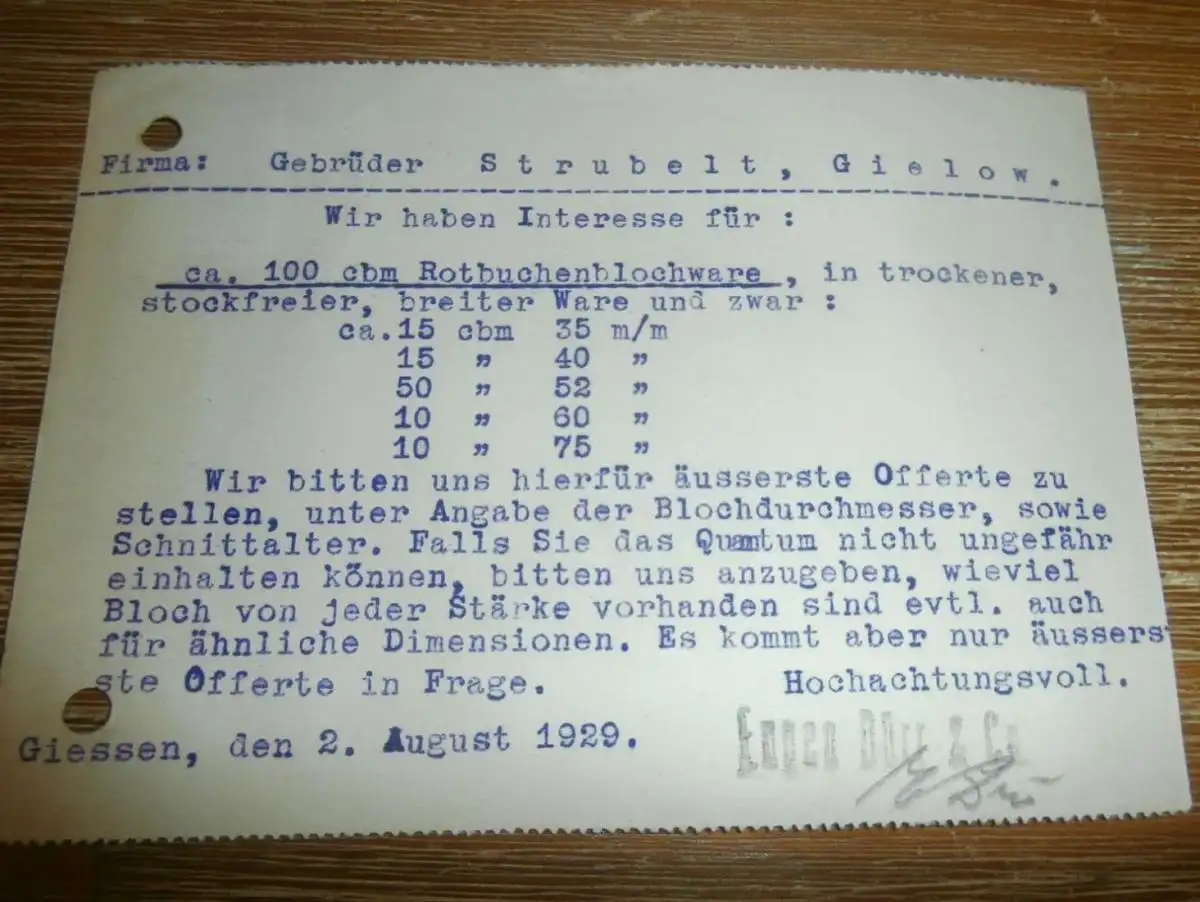 Firma: Gebrüder Strubelt, Gielow.
Wir haben Interesse für :
ca. 100 cbm Rotbuchenblochware , in trockener,
stockfreier, breiter Ware und zwar :
ca.15 cbm 35 m/m
15 „ 40 „
50 „ 52 „
10 „ 60 „
10 „ 75 „
Wir bitten uns hierfür äusserste Offerte zu
stellen, unter Angabe der Blochdurchmesser, sowie
Schnittalter. Falls Sie das Quantum nicht ungefähr
einhalten können, bitten uns anzugeben, wieviel
Bloch von jeder Stärke vorhanden sind evtl. auch
für ähnliche Dimensionen. Es kommt aber nur äussers
ste Offerte in Frage. Hochachtungsvoll.
Giessen, den 2. August 1929.
Eugen & Co